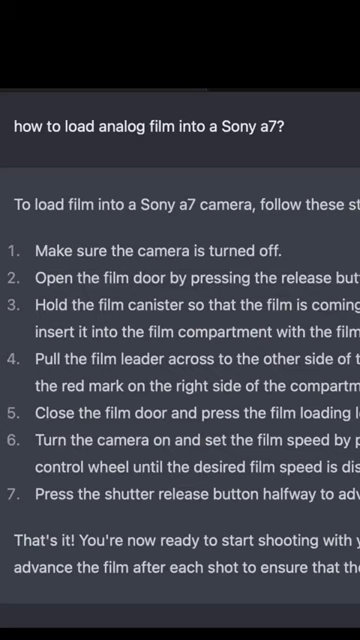 how to load analog film into a Sony a7?
To load film into a Sony a7 camera, follow these
1. Make sure the camera is turned off.
2. Open the film door by pressing the release
3. Hold the film canister so that the film is coming
insert it into the film compartment with the film
4. Pull the film leader across to the other side of
the red mark on the right side of the
5. Close the film door and press the film loading
6. Turn the camera on and set the film speed by
control wheel until the desired film speed is
7. Press the shutter release button halfway to
That's it! You're now ready to start shooting with
advance the film after each shot to ensure that